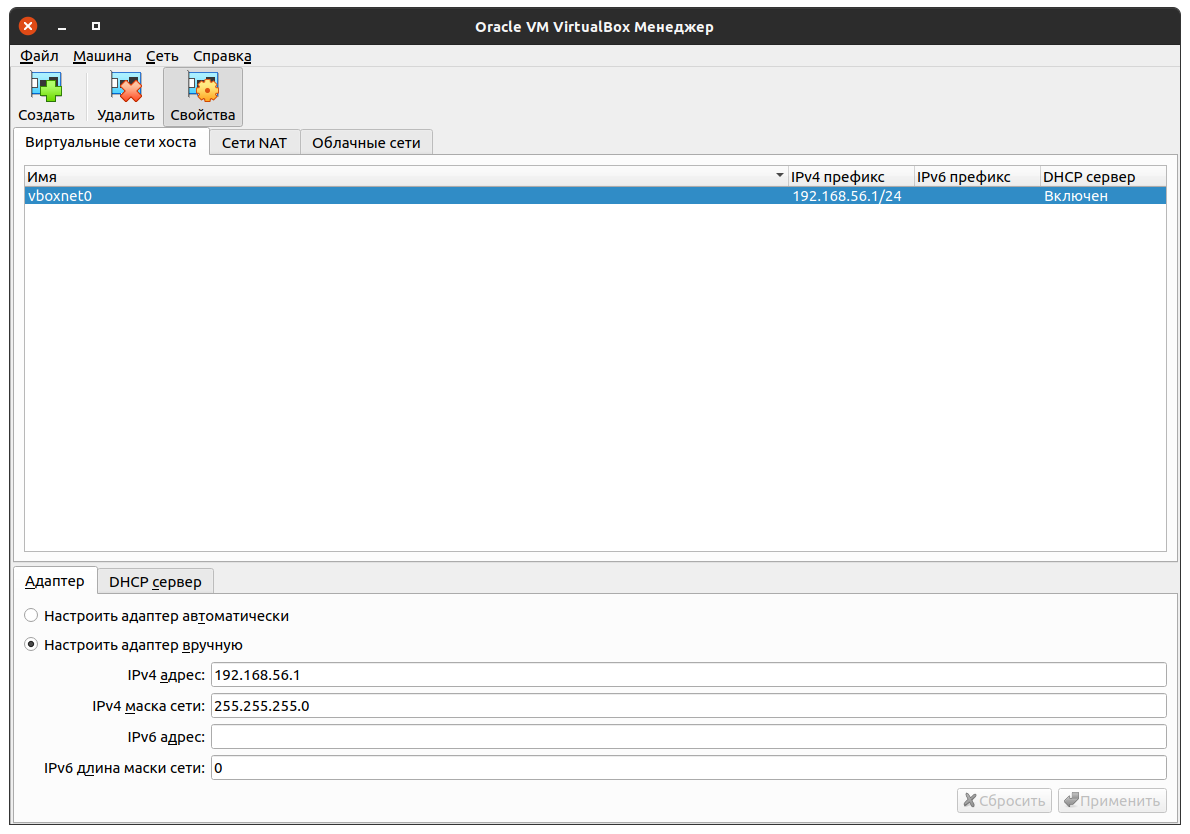 Oracle VM VirtualBox Менеджер
Файл Машина Сеть Справка
Создать Удалить Свойства
Виртуальные сети хоста Сети NAT Облачные сети
Имя IPv4 префикс IPv6 префикс DHCP сервер
vboxnet0 192.168.56.1/24 Включен
Адаптер DHCP сервер
Настроить адаптер автоматически
Настроить адаптер вручную
IPv4 адрес: 192.168.56.1
IPv4 маска сети: 255.255.255.0
IPv6 адрес:
IPv6 длина маски сети: 0
Сбросить Применить